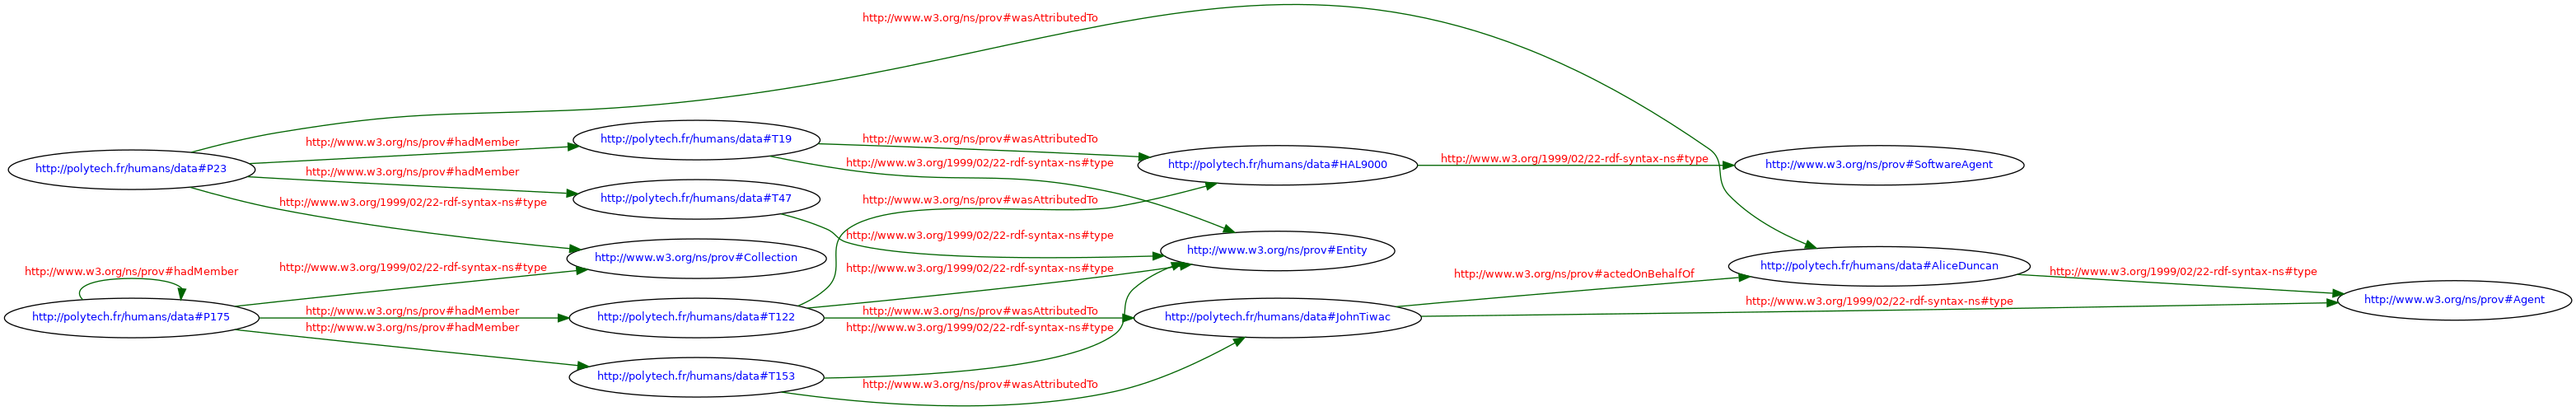 http://www.w3.org/ns/prov#wasAttributedTo
http://polytech.fr/humans/data#P23
http://www.w3.org/ns/prov#hadMember
http://www.w3.org/ns/prov#hadMember
http://www.w3.org/1999/02/22-rdf-syntax-ns#type
http://www.w3.org/ns/prov#hadMember
http://polytech.fr/humans/data#P175
http://www.w3.org/1999/02/22-rdf-syntax-ns#type
http://www.w3.org/ns/prov#hadMember
http://www.w3.org/ns/prov#hadMember
http://polytech.fr/humans/data#T19
http://polytech.fr/humans/data#T47
http://www.w3.org/ns/prov#Collection
http://polytech.fr/humans/data#T122
http://polytech.fr/humans/data#T153
http://www.w3.org/ns/prov#wasAttributedTo
http://www.w3.org/1999/02/22-rdf-syntax-ns#type
http://www.w3.org/ns/prov#wasAttributedTo
http://www.w3.org/1999/02/22-rdf-syntax-ns#type
http://www.w3.org/1999/02/22-rdf-syntax-ns#type
http://www.w3.org/ns/prov#wasAttributedTo
http://www.w3.org/1999/02/22-rdf-syntax-ns#type
http://www.w3.org/ns/prov#wasAttributedTo
http://polytech.fr/humans/data#HAL9000
http://www.w3.org/ns/prov#Entity
http://polytech.fr/humans/data#JohnTiwac
http://www.w3.org/1999/02/22-rdf-syntax-ns#type
http://www.w3.org/ns/prov#actedOnBehalfOf
http://www.w3.org/1999/02/22-rdf-syntax-ns#type
http://www.w3.org/ns/prov#SoftwareAgent
http://polytech.fr/humans/data#AliceDuncan
http://www.w3.org/1999/02/22-rdf-syntax-ns#type
http://www.w3.org/ns/prov#Agent